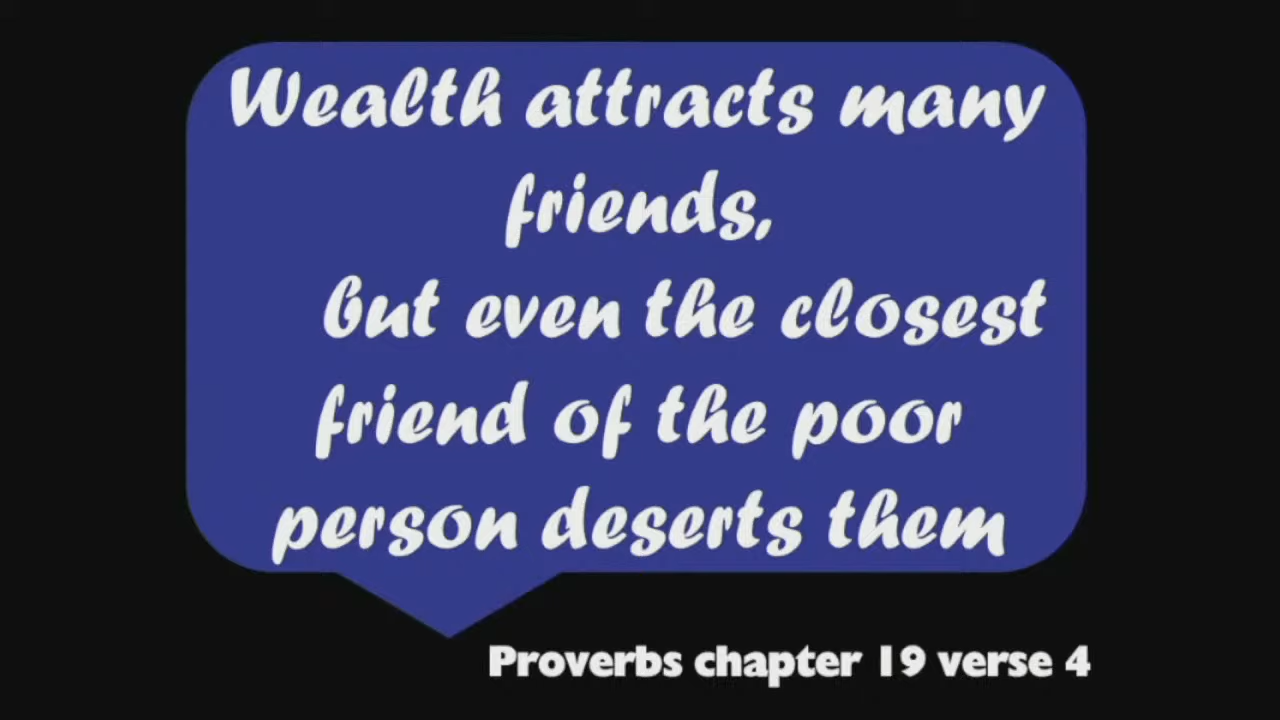 Wealth attracts many
friends,
but even the closest
friend of the poor
person deserts them
Proverbs chapter 19 verse 4